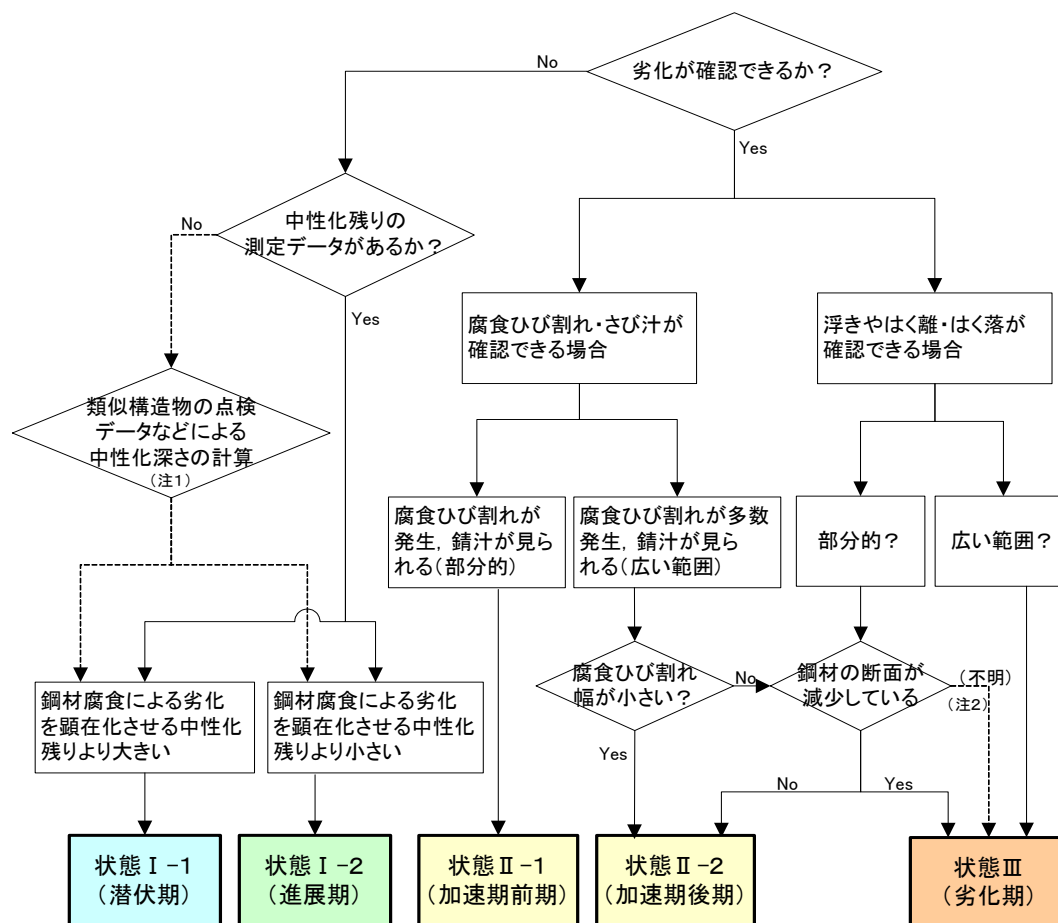 劣化が確認できるか？
No
Yes
中性化残りの
測定データがあるか？
No
Yes
腐食ひび割れ・さび汁が
確認できる場合
浮きやはく離・はく落が
確認できる場合
類似構造物の点検
データなどによる
中性化深さの計算
（注１）
腐食ひび割れが
発生，錆汁が見ら
れる（部分的）
腐食ひび割れが多数
発生，錆汁が見ら
れる（広い範囲）
部分的？
広い範囲？
鋼材腐食による劣化
を顕在化させる中性化
残りより大きい
鋼材腐食による劣化
を顕在化させる中性化
残りより小さい
腐食ひび割れ
幅が小さい？
No
Yes
鋼材の断面が
減少している
（不明）
（注２）
No
Yes
状態Ⅰ-1
（潜伏期）
状態Ⅰ-2
（進展期）
状態Ⅱ-1
（加速期前期）
状態Ⅱ-2
（加速期後期）
状態Ⅲ
（劣化期）